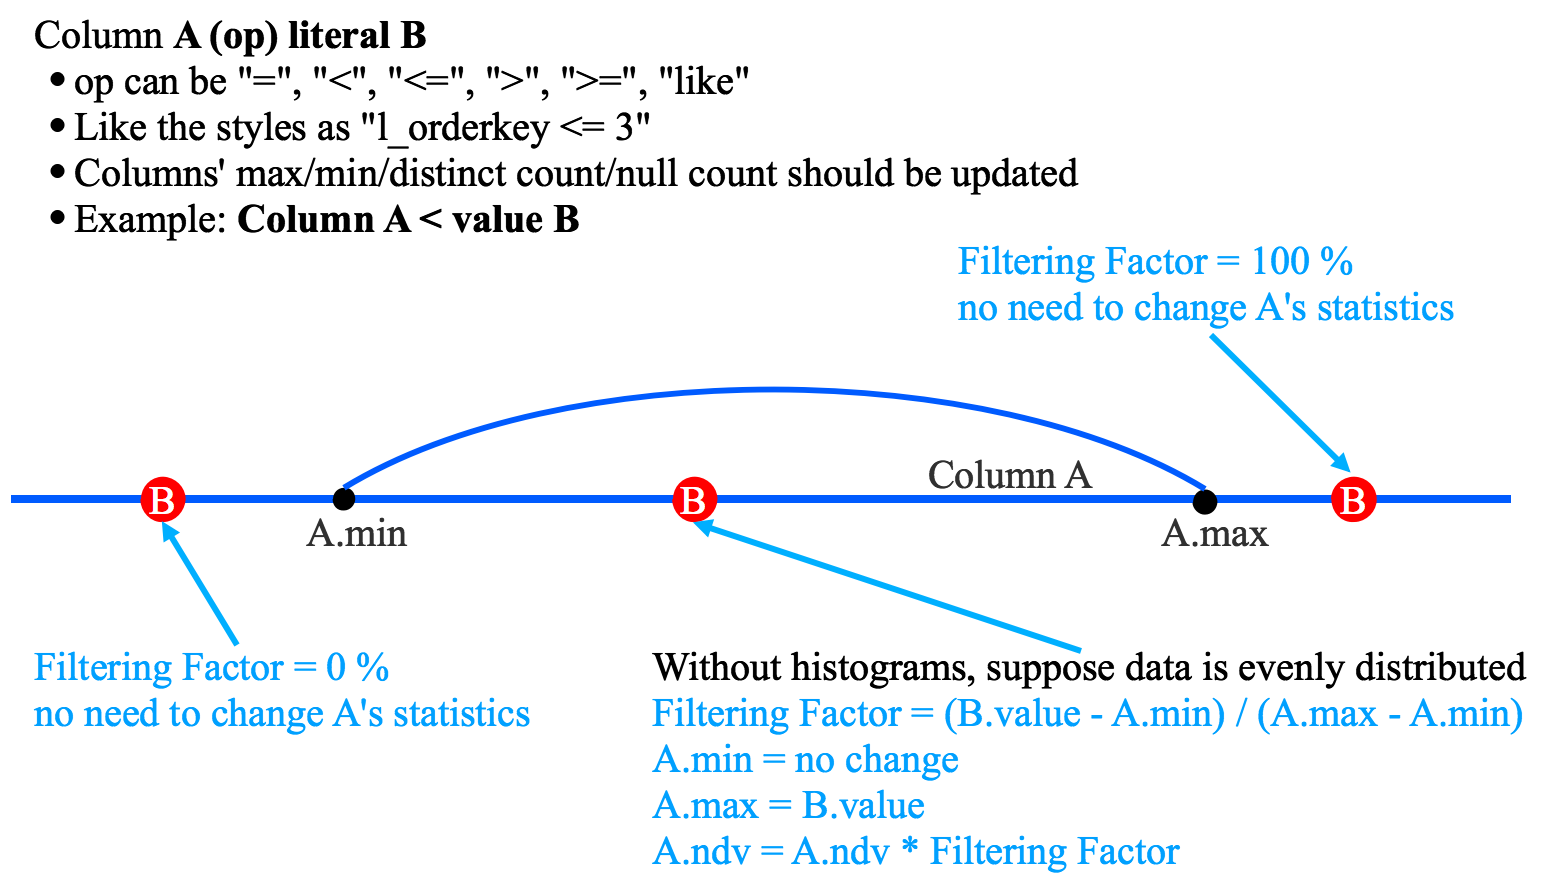 Column A (op) literal B
• op can be "=", "<", "<=", ">", ">=", "like"
• Like the styles as "l_orderkey <= 3"
• Columns' max/min/distinct count/null count should be updated
• Example: Column A < value B
Filtering Factor = 100 %
no need to change A's statistics
Column A
B
B
B
A.min
A.max
Filtering Factor = 0 %
no need to change A's statistics
Without histograms, suppose data is evenly distributed
Filtering Factor = (B.value - A.min) / (A.max - A.min)
A.min = no change
A.max = B.value
A.ndv = A.ndv * Filtering Factor